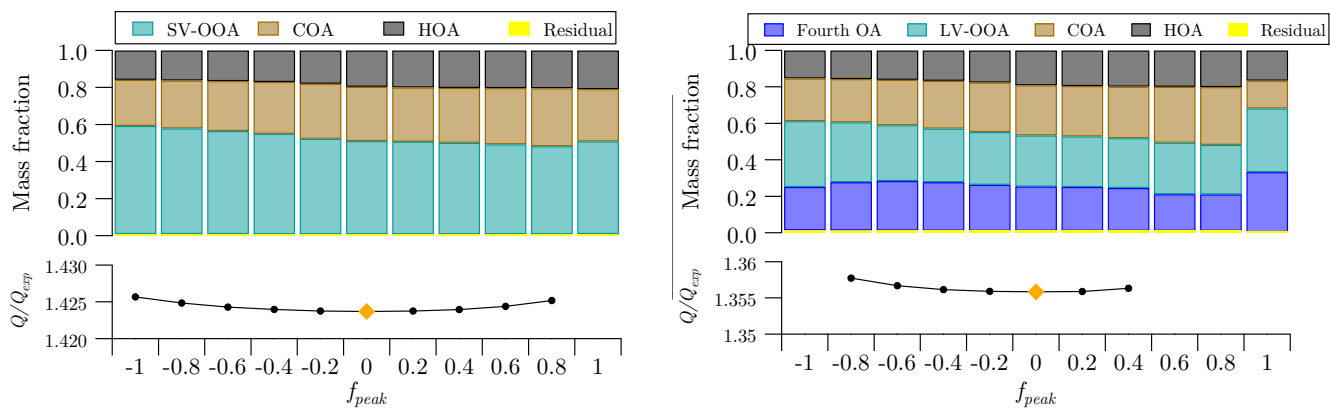 SV-OOA COA HOA Residual
1.0
0.8
0.6
0.4
0.2
0.0
Mass fraction
1.430
1.425
1.420
Q/Q_exp
-1 -0.8 -0.6 -0.4 -0.2 0 0.2 0.4 0.6 0.8 1
f_peak
Fourth OA LV-OOA COA HOA Residual
1.0
0.8
0.6
0.4
0.2
0.0
Mass fraction
1.36
1.355
1.35
Q/Q_exp
-1 -0.8 -0.6 -0.4 -0.2 0 0.2 0.4 0.6 0.8 1
f_peak